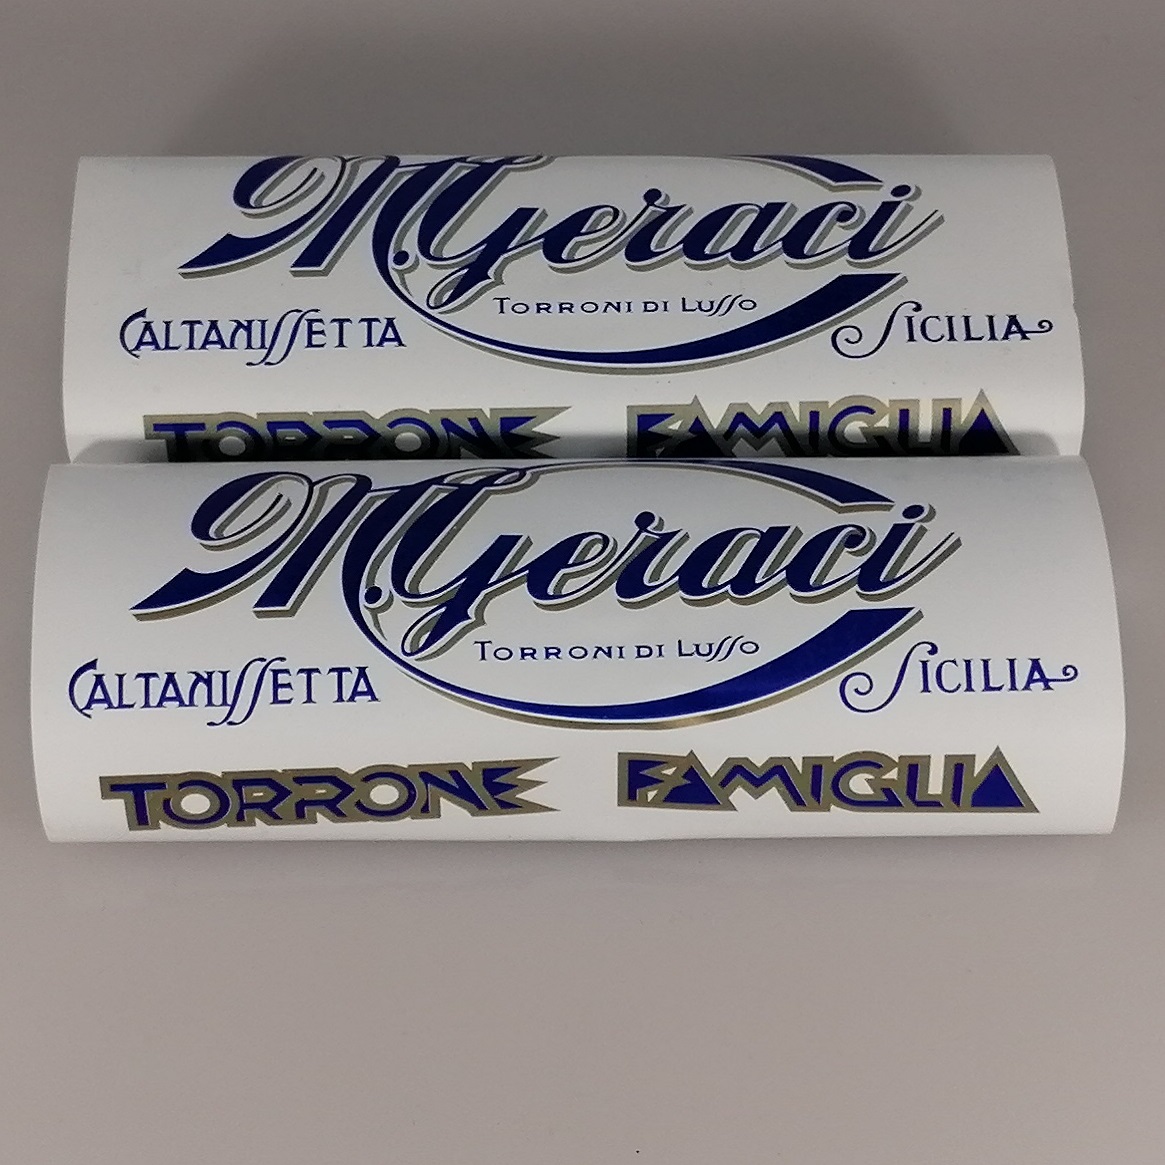 M. Geraci
Torroni di Lusso
Caltanissetta Sicilia
TORRONE FAMIGLIA
M. Geraci
Torroni di Lusso
Caltanissetta Sicilia
TORRONE FAMIGLIA